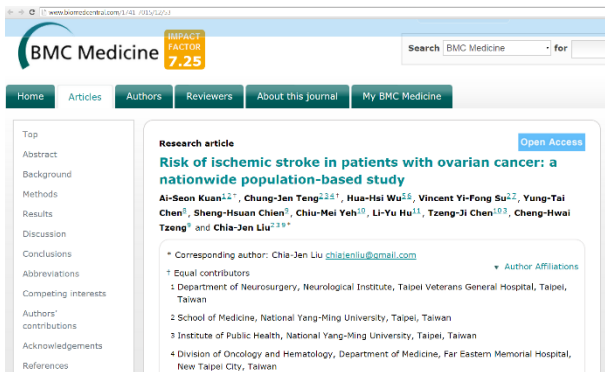 www.biomedcentral.com/1741-7015/12/53
BMC Medicine
IMPACT
FACTOR
7.25
Search BMC Medicine for
Home Articles Authors Reviewers About this journal My BMC Medicine
Top
Abstract
Background
Methods
Results
Discussion
Conclusions
Abbreviations
Competing interests
Authors'
contributions
Acknowledgements
References
Research article
Open Access
Risk of ischemic stroke in patients with ovarian cancer: a
nationwide population-based study
Ai-Seon Kuan, Chung-Jen Teng, Hua-Hsi Wu, Vincent Yi-Fong Su, Yung-Tai
Chen, Sheng-Hsuan Chien, Chiu-Mei Yeh, Li-Yu Hu, Tzeng-Ji Chen, Cheng-Hwai
Tzeng and Chia-Jen Liu
* Corresponding author: Chia-Jen Liu chiajenliu@gmail.com
† Equal contributors
Author Affiliations
1 Department of Neurosurgery, Neurological Institute, Taipei Veterans General Hospital, Taipei,
Taiwan
2 School of Medicine, National Yang-Ming University, Taipei, Taiwan
3 Institute of Public Health, National Yang-Ming University, Taipei, Taiwan
4 Division of Oncology and Hematology, Department of Medicine, Far Eastern Memorial Hospital,
New Taipei City, Taiwan